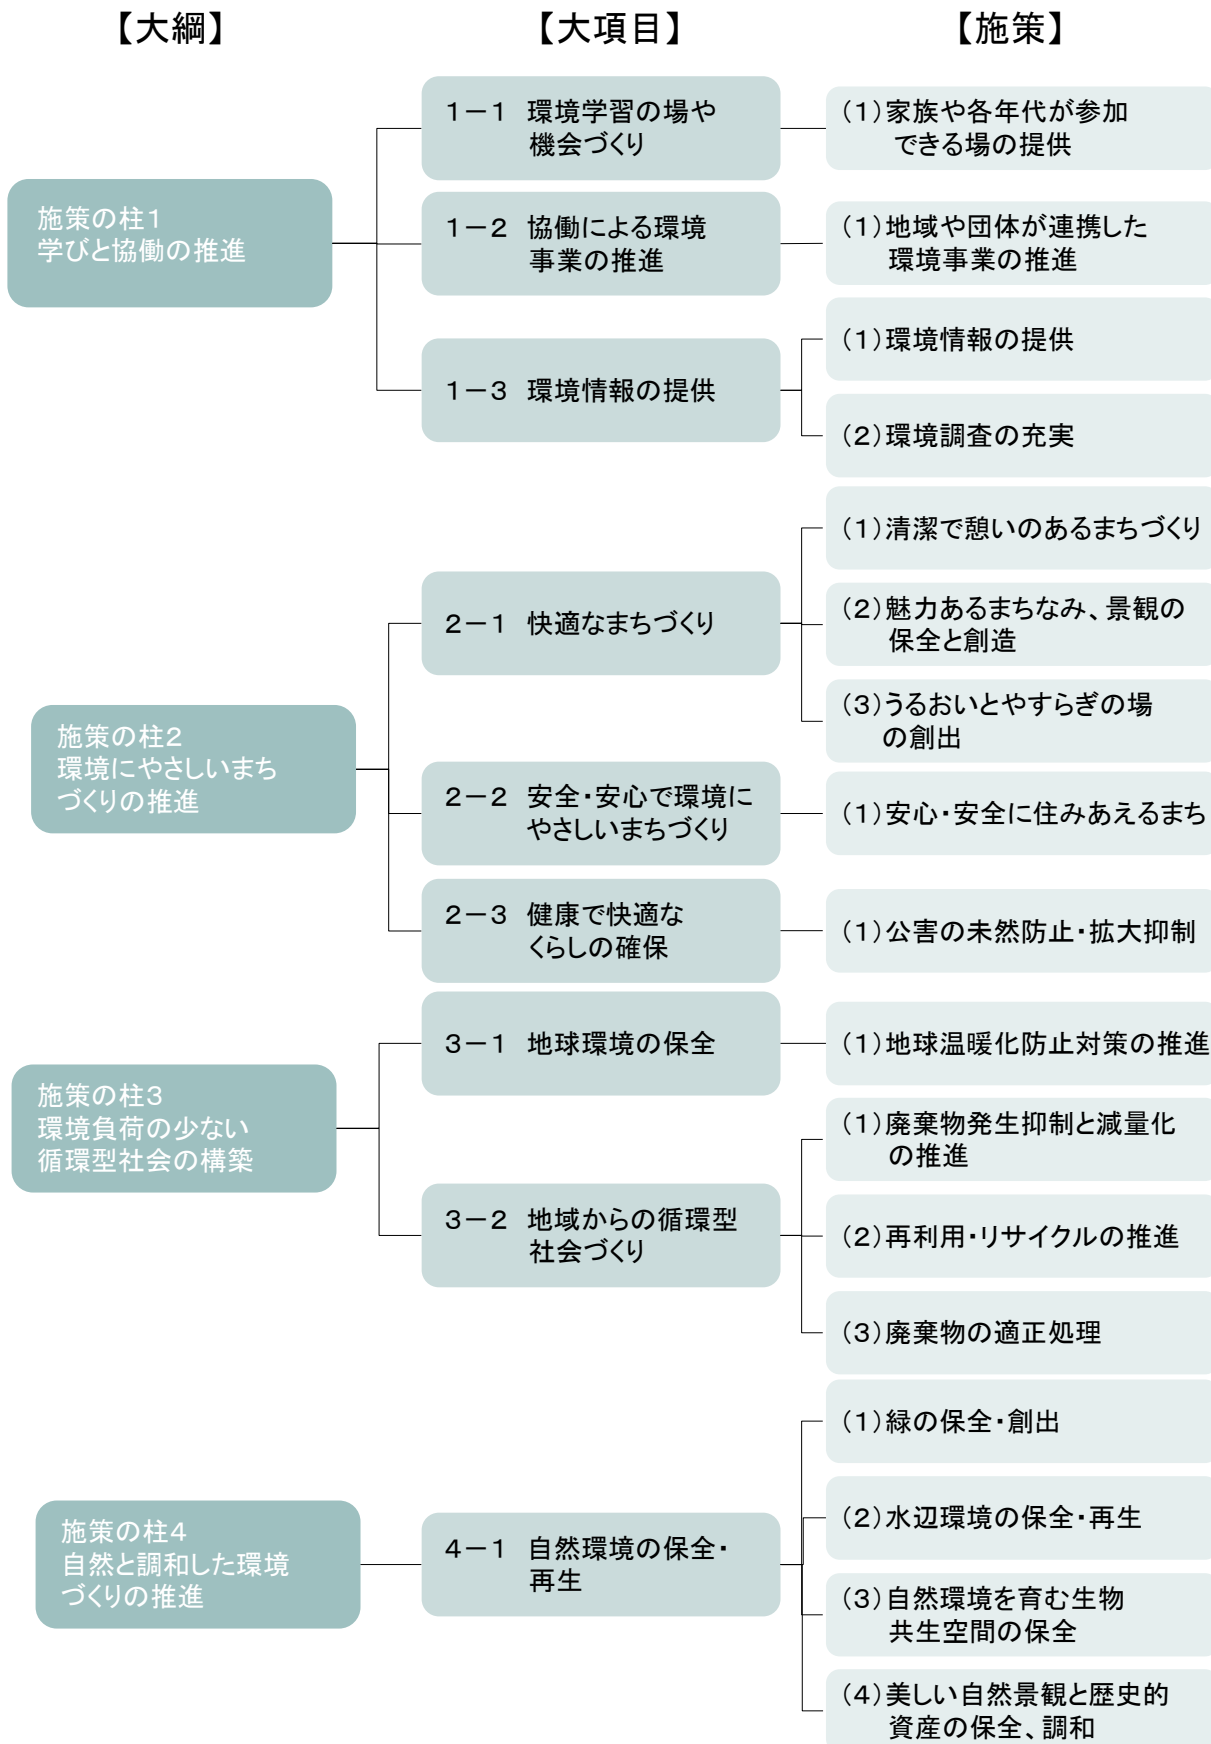 【大綱】 【大項目】 【施策】
施策の柱1
学びと協働の推進
1-1 環境学習の場や
機会づくり
(1)家族や各年代が参加
できる場の提供
1-2 協働による環境
事業の推進
(1)地域や団体が連携した
環境事業の推進
1-3 環境情報の提供
(1)環境情報の提供
(2)環境調査の充実
施策の柱2
環境にやさしいまち
づくりの推進
2-1 快適なまちづくり
(1)清潔で憩いのあるまちづくり
(2)魅力あるまちなみ、景観の
保全と創造
(3)うるおいとやすらぎの場
の創出
2-2 安全・安心で環境に
やさしいまちづくり
(1)安心・安全に住みあえるまち
2-3 健康で快適な
くらしの確保
(1)公害の未然防止・拡大抑制
施策の柱3
環境負荷の少ない
循環型社会の構築
3-1 地球環境の保全
(1)地球温暖化防止対策の推進
3-2 地域からの循環型
社会づくり
(1)廃棄物発生抑制と減量化
の推進
(2)再利用・リサイクルの推進
(3)廃棄物の適正処理
施策の柱4
自然と調和した環境
づくりの推進
4-1 自然環境の保全・
再生
(1)緑の保全・創出
(2)水辺環境の保全・再生
(3)自然環境を育む生物
共生空間の保全
(4)美しい自然景観と歴史的
資産の保全、調和